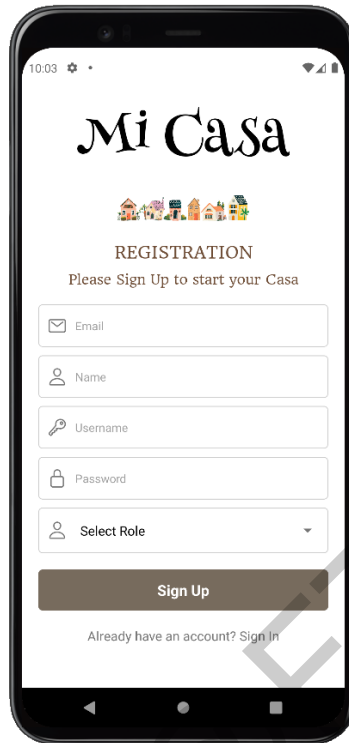 10:03
Mi Casa
REGISTRATION
Please Sign Up to start your Casa
Email
Name
Username
Password
Select Role
Sign Up
Already have an account? Sign In